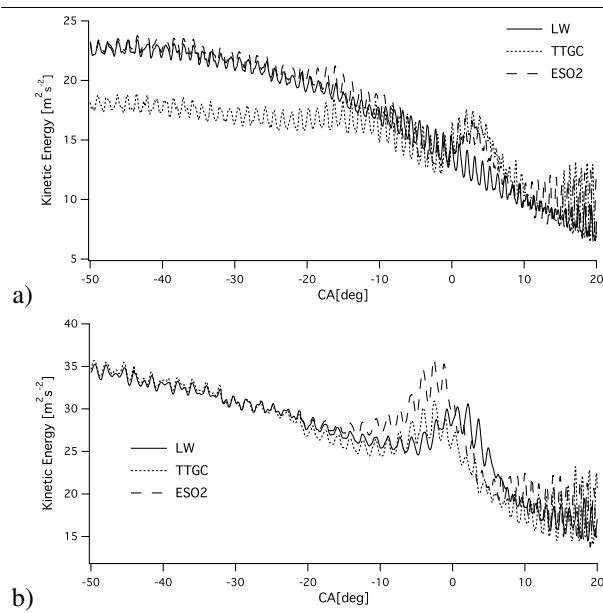 25
20
15
10
5
Kinetic Energy [m² s⁻²]
LW
TTGC
ESO2
-50 -40 -30 -20 -10 0 10 20
CA[deg]
a)
40
35
30
25
20
15
Kinetic Energy [m² s⁻²]
LW
TTGC
ESO2
-50 -40 -30 -20 -10 0 10 20
CA[deg]
b)